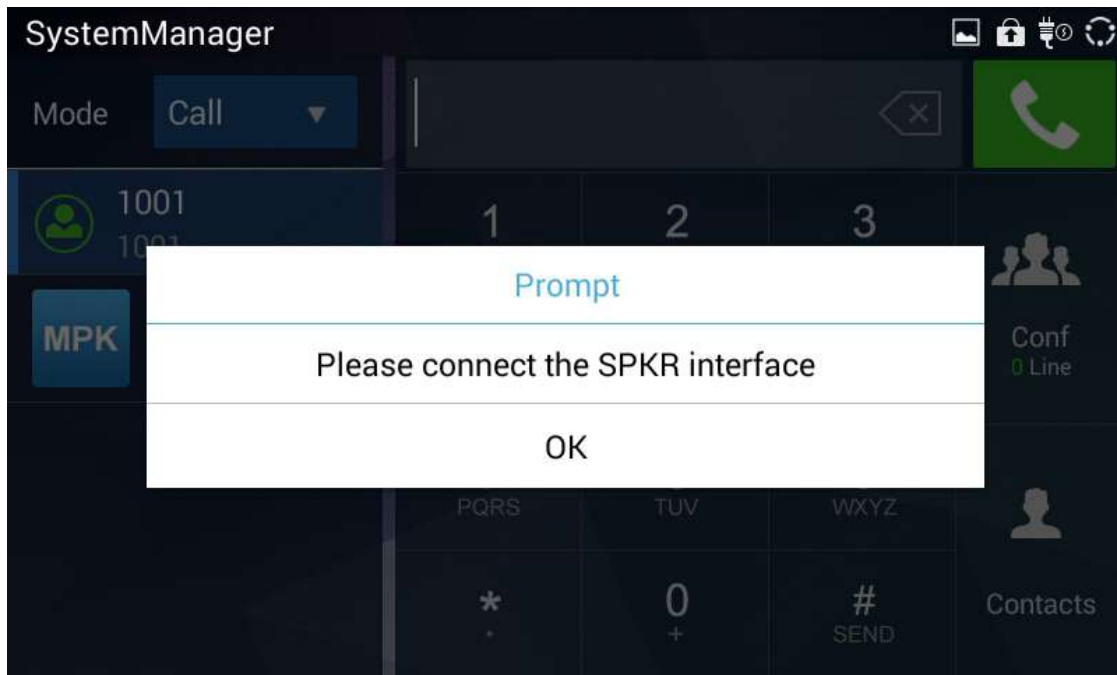 SystemManager
Mode Call
1001
1001
MPK
1 2 3
Prompt
Please connect the SPKR interface
OK
Conf
0 Line
PQRS TUV WXYZ
* 0 #
+ SEND
Contacts